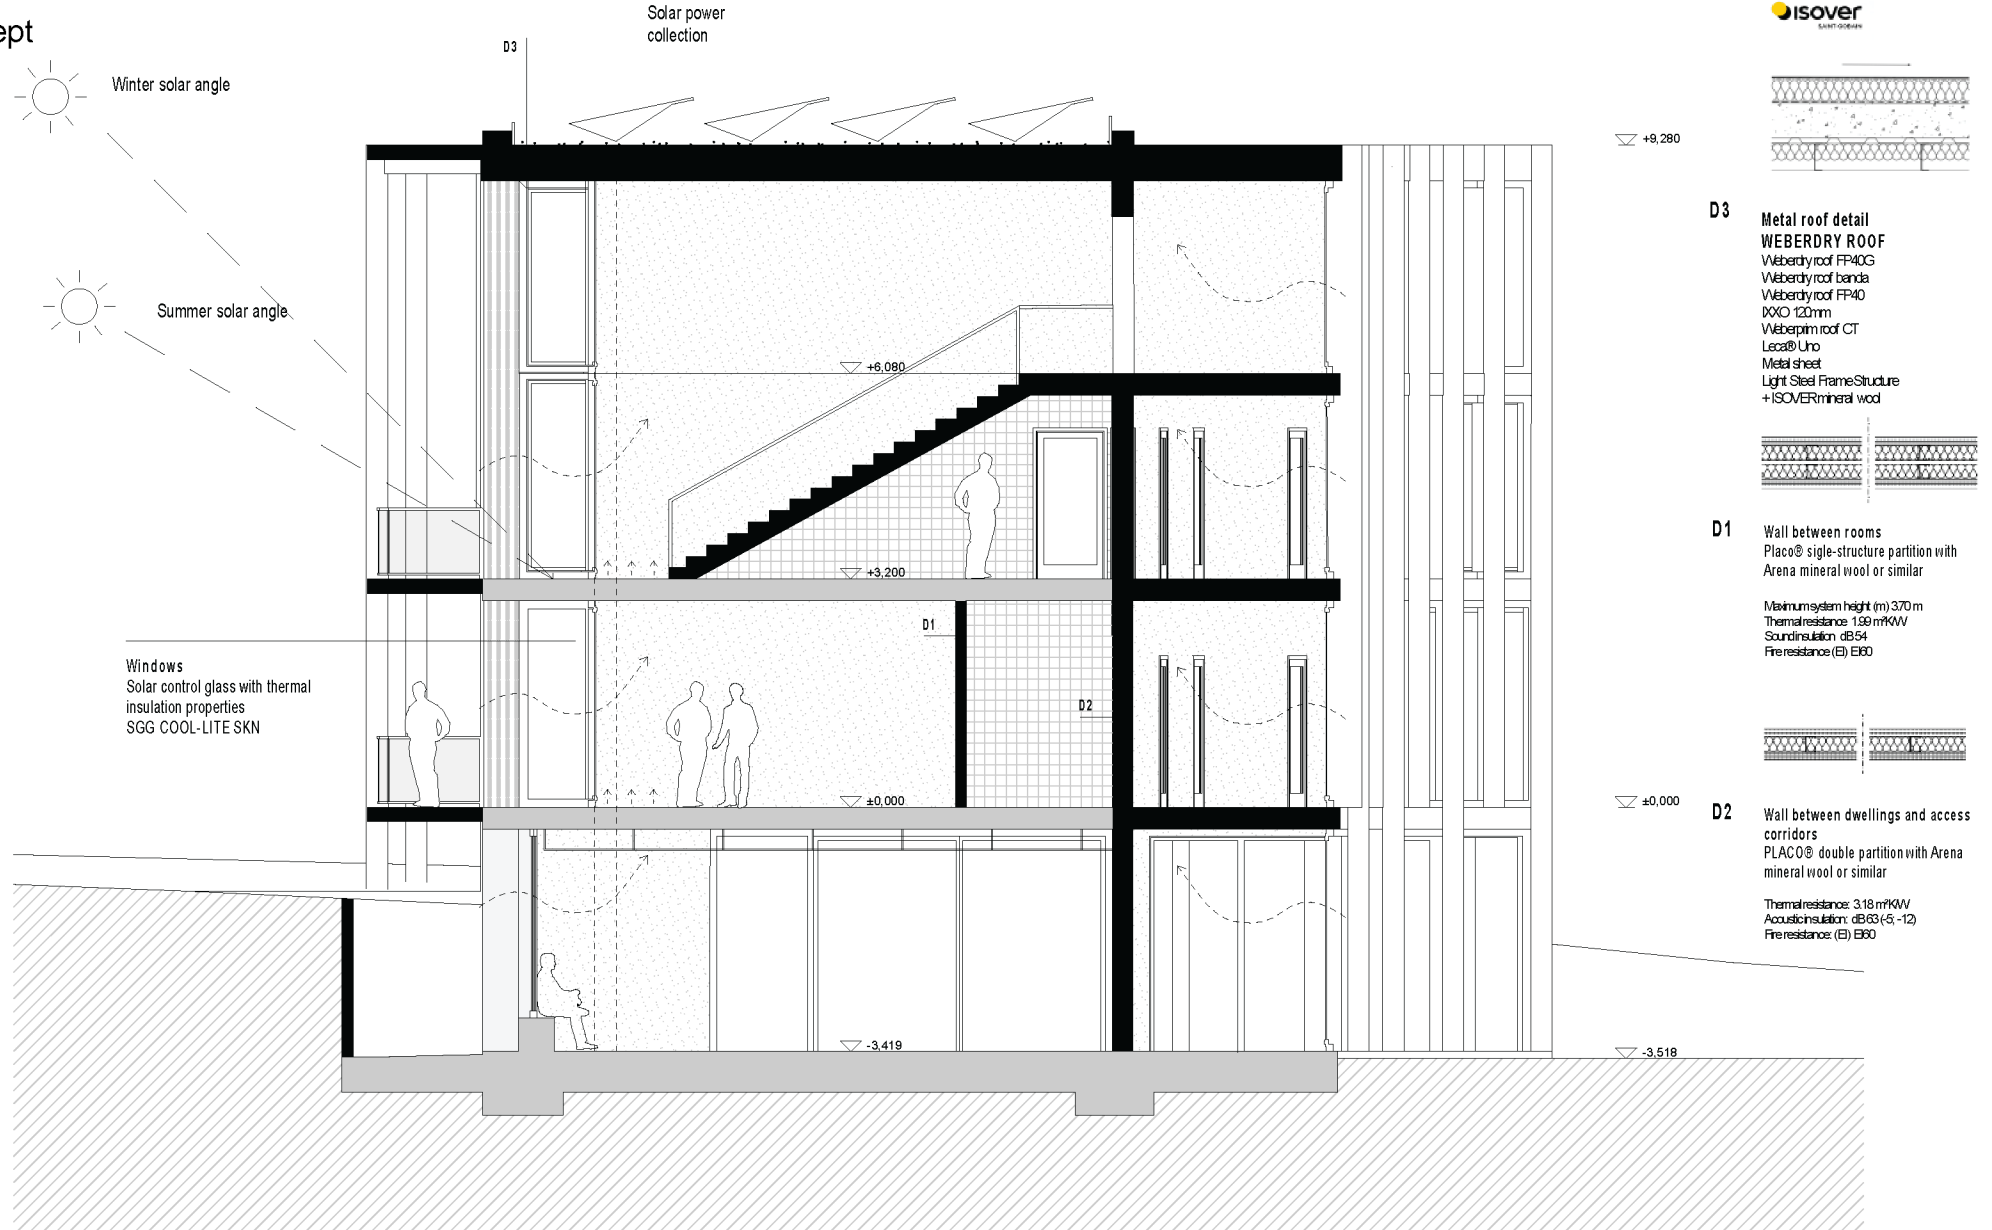 ept
Winter solar angle
Summer solar angle
D3
Solar power
collection
+9,280
+6,080
+3,200
D1
D2
Windows
Solar control glass with thermal
insulation properties
SGG COOL-LITE SKN
±0,000
±0,000
-3,419
-3,518
isover
SAINT-GOBAIN
D3
Metal roof detail
WEBERDRY ROOF
Weberdry roof FP40G
Weberdry roof banda
Weberdry roof FP40
IXXO 120mm
Weberprim roof CT
Leca® Uno
Metal sheet
Light Steel Frame Structure
+ ISOVER mineral wool
D1
Wall between rooms
Placo® sigle-structure partition with
Arena mineral wool or similar
Maximum system height (m) 3.70 m
Thermal resistance 1.99 m²K/W
Sound insulation dB 54
Fire resistance (EI) EI60
D2
Wall between dwellings and access
corridors
PLACO® double partition with Arena
mineral wool or similar
Thermal resistance: 3.18 m²K/W
Acoustic insulation: dB 63 (-5; -12)
Fire resistance: (EI) EI60